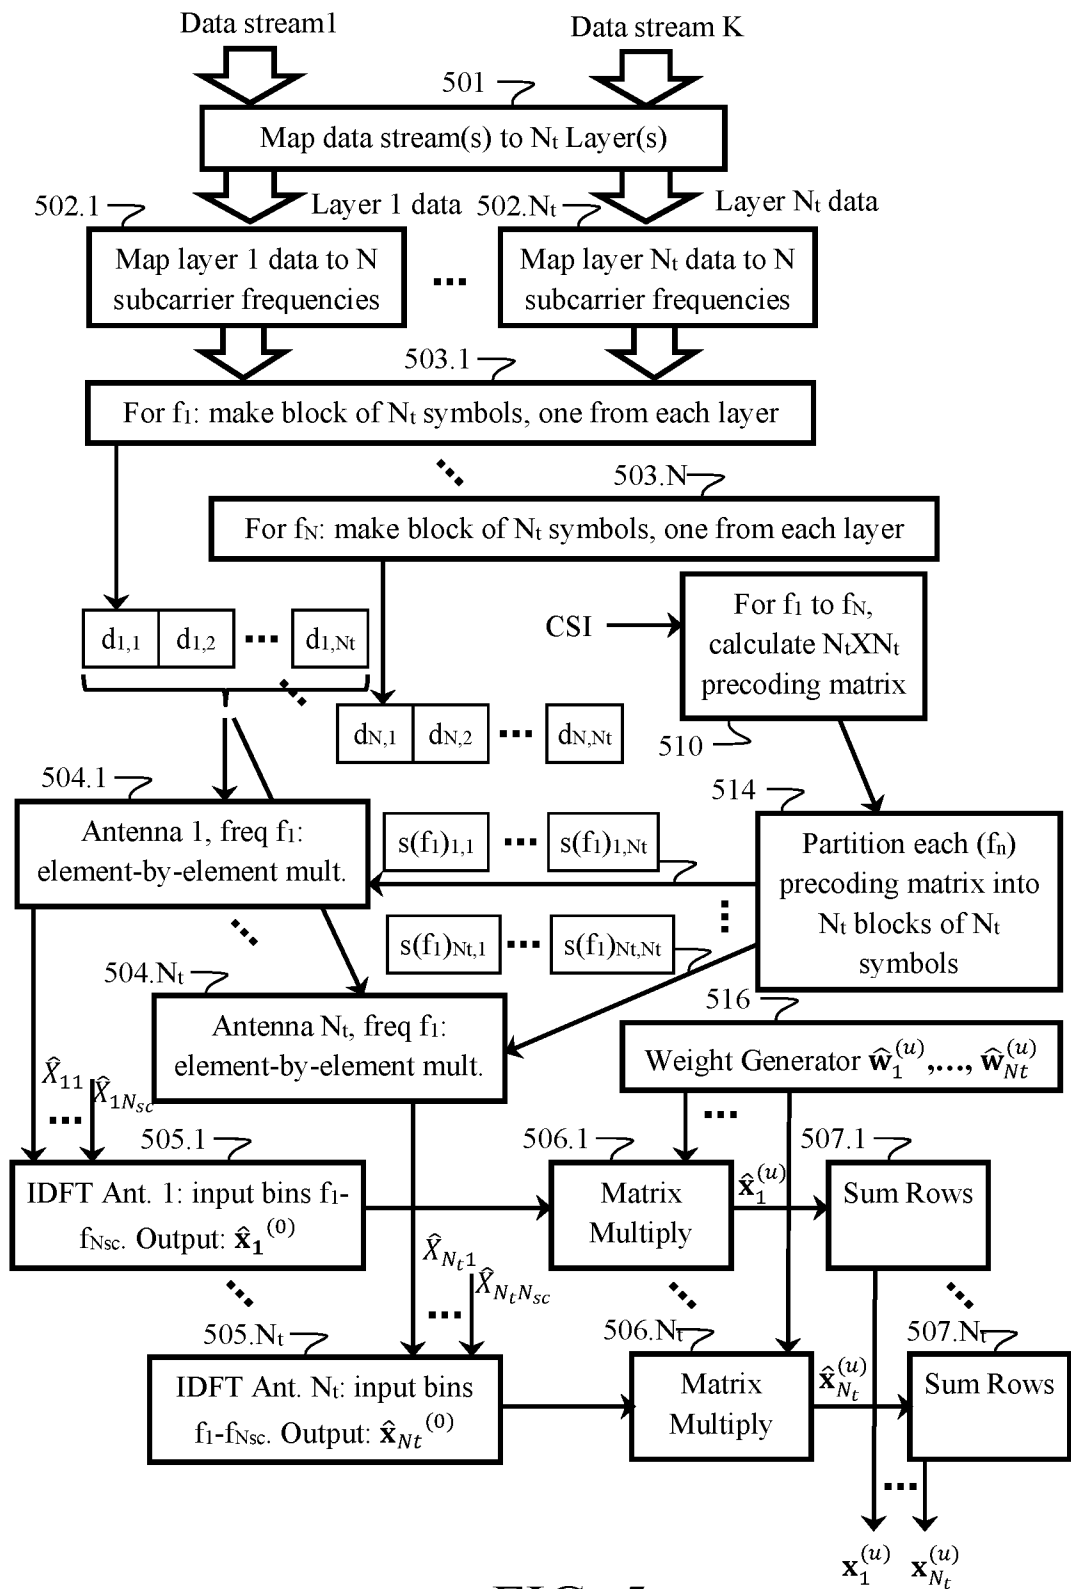 Data stream1
Data stream K
501
Map data stream(s) to Nt Layer(s)
502.1
Layer 1 data
502.Nt
Layer Nt data
Map layer 1 data to N
subcarrier frequencies
...
Map layer Nt data to N
subcarrier frequencies
503.1
For f1: make block of Nt symbols, one from each layer
503.N
For fN: make block of Nt symbols, one from each layer
CSI
For f1 to fN,
calculate NtXNt
precoding matrix
510
d1,1 d1,2 ... d1,Nt
dN,1 dN,2 ... dN,Nt
504.1
Antenna 1, freq f1:
element-by-element mult.
514
Partition each (fn)
precoding matrix into
Nt blocks of Nt
symbols
s(f1)1,1 ... s(f1)1,Nt
s(f1)Nt,1 ... s(f1)Nt,Nt
504.Nt
Antenna Nt, freq f1:
element-by-element mult.
516
Weight Generator ŵ1(u),..., ŵNt(u)
X̂11 ... X̂1Nsc
505.1
IDFT Ant. 1: input bins f1-
fNsc. Output: x̂1(0)
506.1
Matrix
Multiply
x̂1(u)
507.1
Sum Rows
X̂Nt1 ... X̂NtNsc
505.Nt
IDFT Ant. Nt: input bins
f1-fNsc. Output: x̂Nt(0)
506.Nt
Matrix
Multiply
x̂Nt(u)
507.Nt
Sum Rows
...
x1(u) xNt(u)